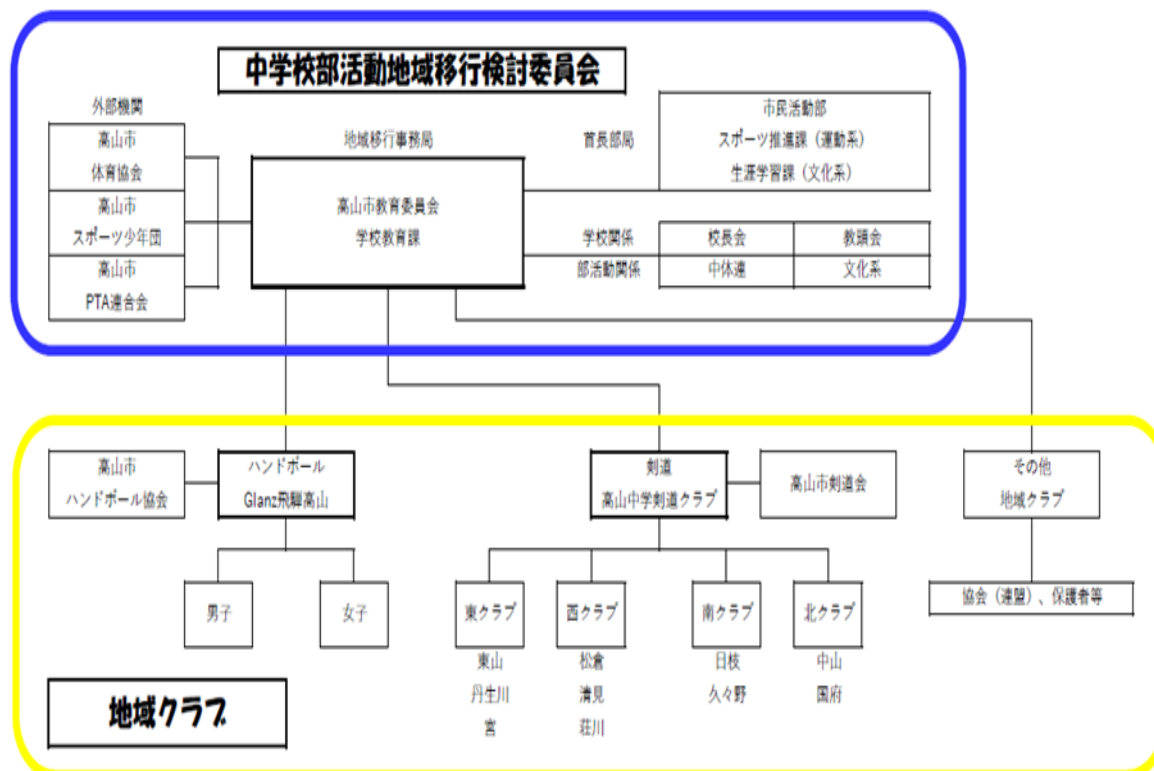 中学校部活動地域移行検討委員会
外部機関
高山市
体育協会
高山市
スポーツ少年団
高山市
PTA連合会
地域移行事務局
高山市教育委員会
学校教育課
首長部局
市民活動部
スポーツ推進課（運動系）
生涯学習課（文化系）
学校関係 校長会 教頭会
部活動関係 中体連 文化系
高山市
ハンドボール協会
ハンドボール
Glanz飛騨高山
男子
女子
剣道
高山中学剣道クラブ
高山市剣道会
東クラブ
東山
丹生川
宮
西クラブ
松倉
清見
荘川
南クラブ
日枝
久々野
北クラブ
中山
国府
その他
地域クラブ
協会（連盟）、保護者等
地域クラブ